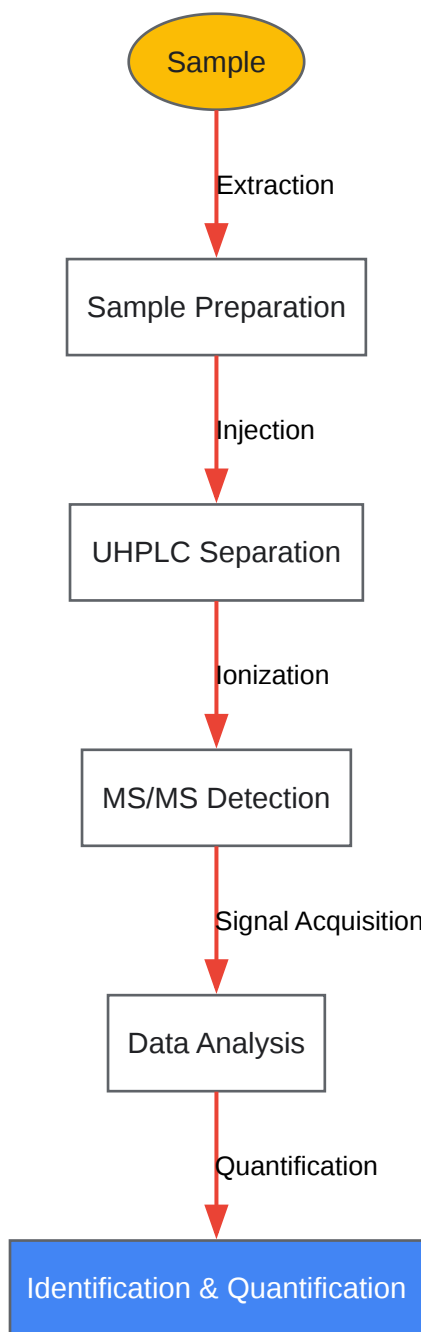 Sample
Extraction
Sample Preparation
Injection
UHPLC Separation
Ionization
MS/MS Detection
Signal Acquisition
Data Analysis
Quantification
Identification & Quantification